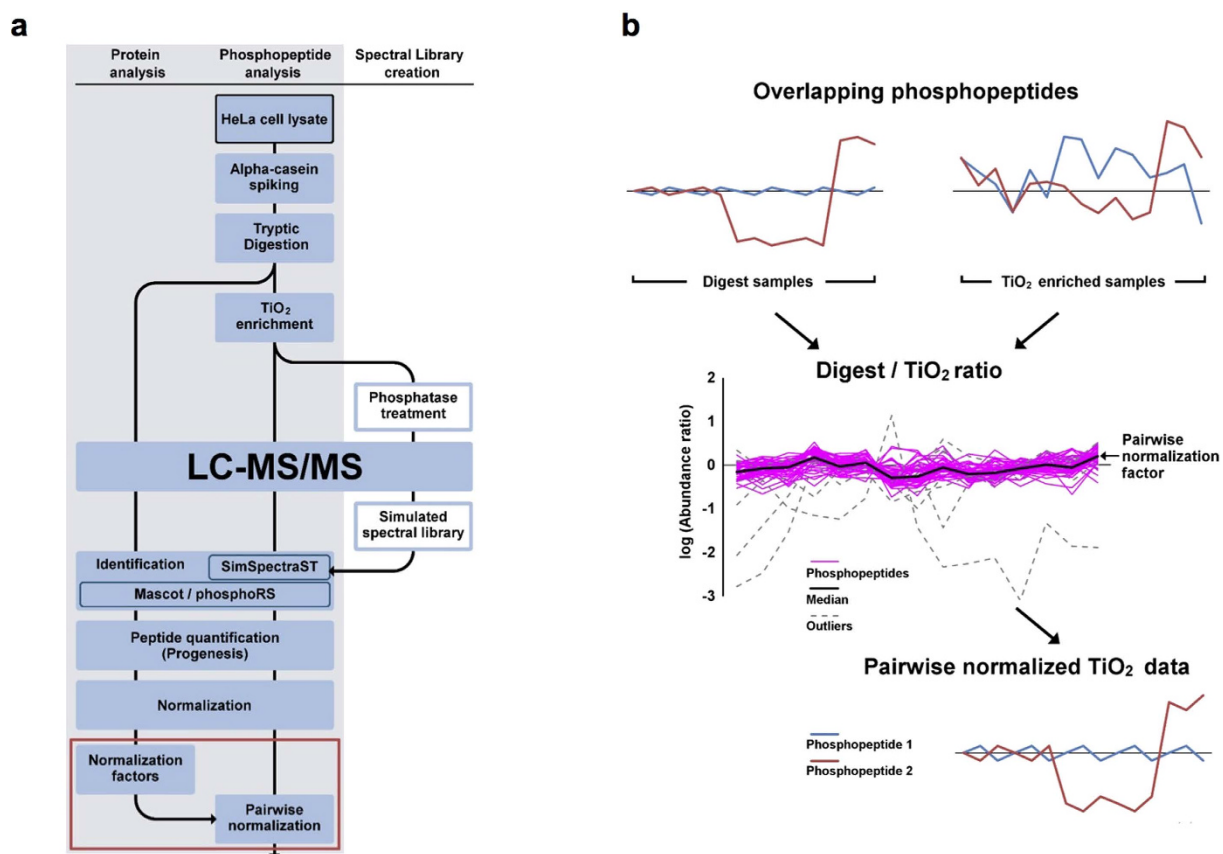 a
Protein
analysis
Phosphopeptide
analysis
Spectral Library
creation
HeLa cell lysate
Alpha-casein
spiking
Tryptic
Digestion
TiO₂
enrichment
Phosphatase
treatment
LC-MS/MS
Simulated
spectral library
Identification
SimSpectraST
Mascot / phosphoRS
Peptide quantification
(Progenesis)
Normalization
Normalization
factors
Pairwise
normalization
b
Overlapping phosphopeptides
Digest samples
TiO₂ enriched samples
Digest / TiO₂ ratio
log (Abundance ratio)
2
1
0
-1
-2
-3
Pairwise
normalization
factor
Phosphopeptides
Median
Outliers
Pairwise normalized TiO₂ data
Phosphopeptide 1
Phosphopeptide 2